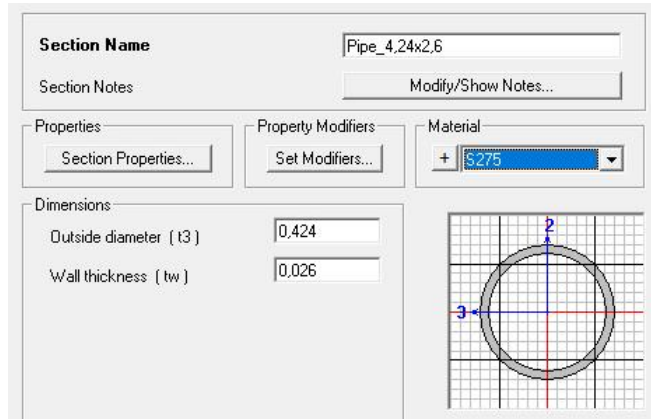 Section Name
Pipe_4,24x2,6
Section Notes
Modify/Show Notes...
Properties
Property Modifiers
Material
Section Properties...
Set Modifiers...
+
S275
Dimensions
Outside diameter ( t3 )
0,424
Wall thickness ( tw )
0,026
2
3